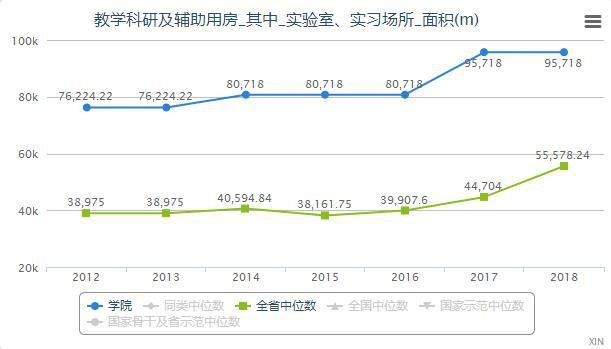 教学科研及辅助用房_其中_实验室、实习场所_面积(m)
100k
95,718 95,718
80,718 80,718 80,718
80k
76,224.22 76,224.22
60k
55,578.24
44,704
38,975 38,975 40,594.84 38,161.75 39,907.6
40k
20k
2012 2013 2014 2015 2016 2017 2018
学院 同类中位数 全省中位数 全国中位数 国家示范中位数
国家骨干及省示范中位数
XIN